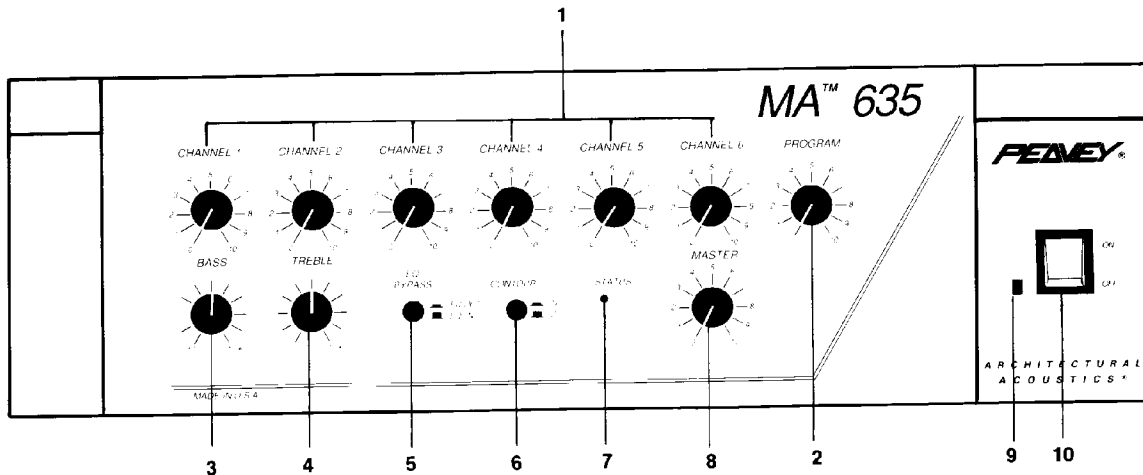 1
MA™ 635
CHANNEL 1 CHANNEL 2 CHANNEL 3 CHANNEL 4 CHANNEL 5 CHANNEL 6 PROGRAM
PEAVEY®
BASS TREBLE EQ BYPASS CONTOUR STATUS MASTER
ON
OFF
MADE IN U.S.A.
ARCHITECTURAL
ACOUSTICS®
3 4 5 6 7 8 2 9 10